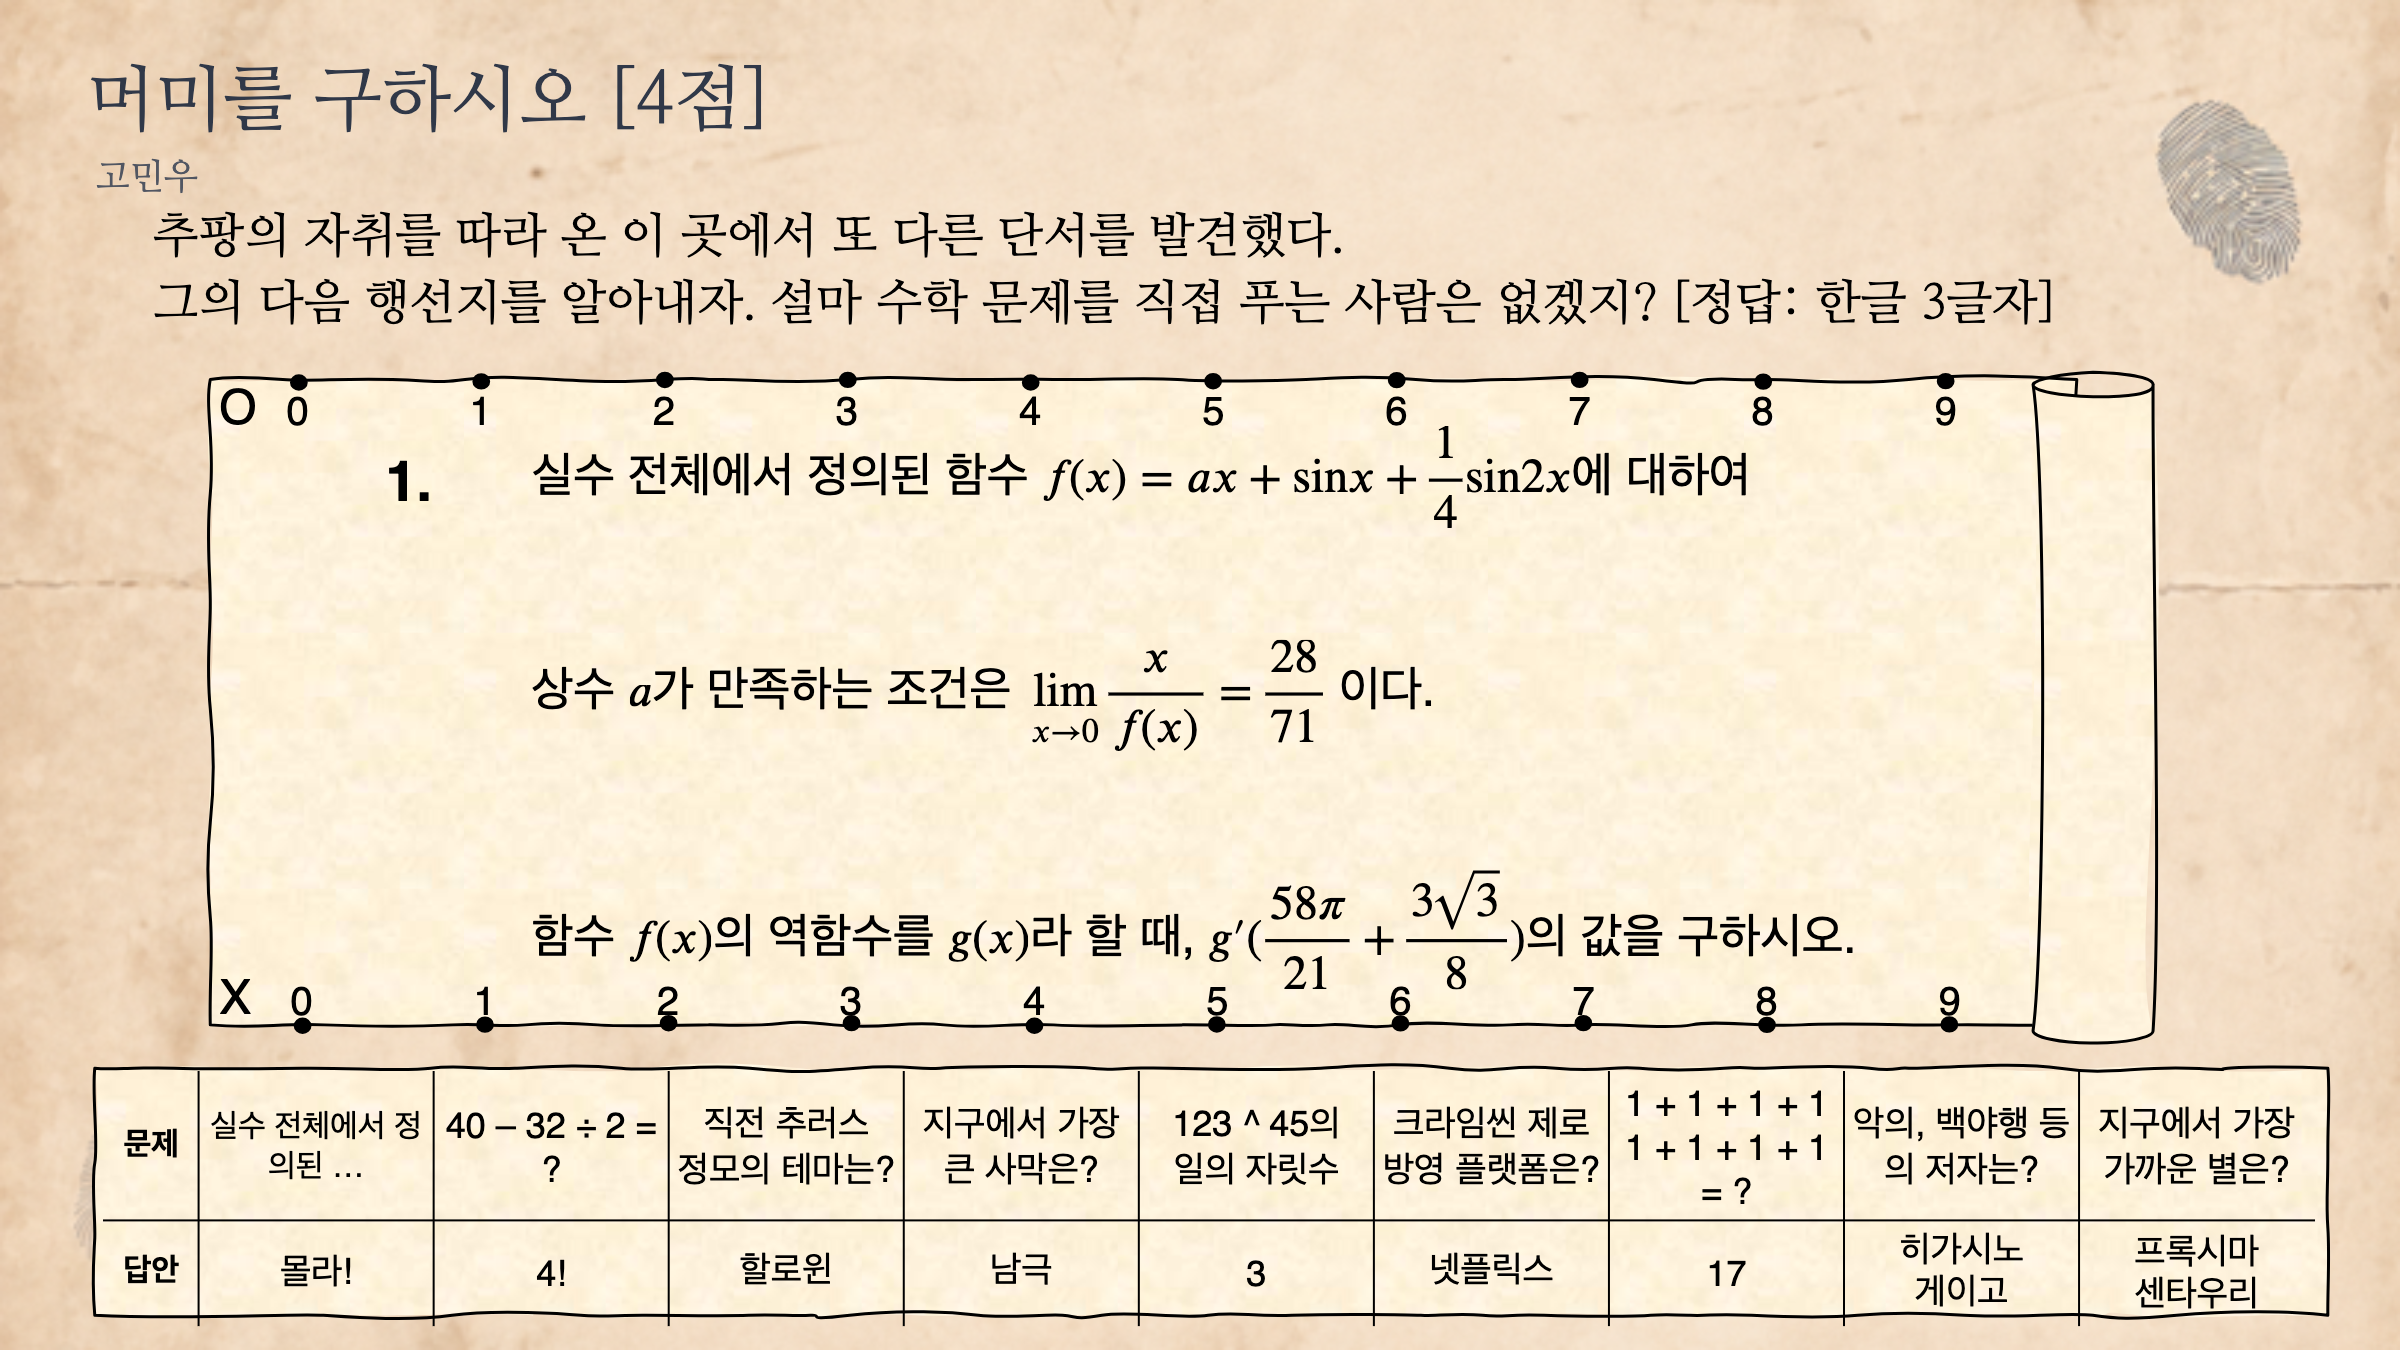 머미를 구하시오 [4점]
고민우
추팡의 자취를 따라 온 이 곳에서 또 다른 단서를 발견했다.
그의 다음 행선지를 알아내자. 설마 수학 문제를 직접 푸는 사람은 없겠지? [정답: 한글 3글자]
O 0 1 2 3 4 5 6 7 8 9
1. 실수 전체에서 정의된 함수 f(x) = ax + sinx + 1/4 sin2x에 대하여
상수 a가 만족하는 조건은 lim x→0 x/f(x) = 28/71 이다.
함수 f(x)의 역함수를 g(x)라 할 때, g′(58π/21 + 3√3/8)의 값을 구하시오.
X 0 1 2 3 4 5 6 7 8 9
문제
실수 전체에서 정
의된 ...
40 – 32 ÷ 2 =
?
직전 추러스
정모의 테마는?
지구에서 가장
큰 사막은?
123 ^ 45의
일의 자릿수
크라임씬 제로
방영 플랫폼은?
1 + 1 + 1 + 1
1 + 1 + 1 + 1
= ?
악의, 백야행 등
의 저자는?
지구에서 가장
가까운 별은?
답안
몰라!
4!
할로윈
남극
3
넷플릭스
17
히가시노
게이고
프록시마
센타우리